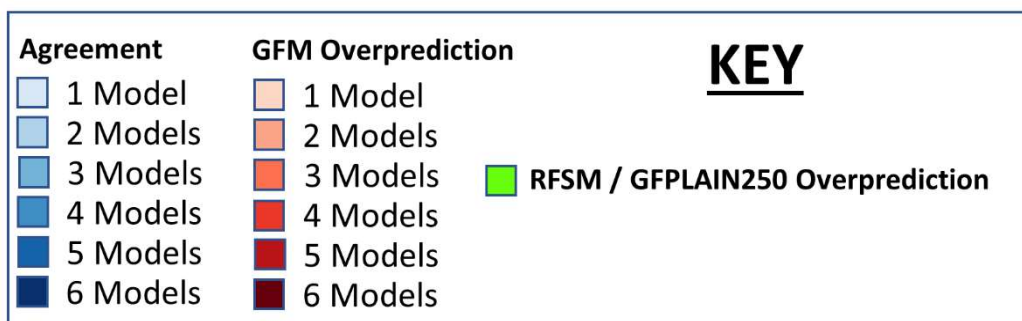 Agreement
1 Model
2 Models
3 Models
4 Models
5 Models
6 Models
GFM Overprediction
1 Model
2 Models
3 Models
4 Models
5 Models
6 Models
KEY
RFSM / GFPLAIN250 Overprediction